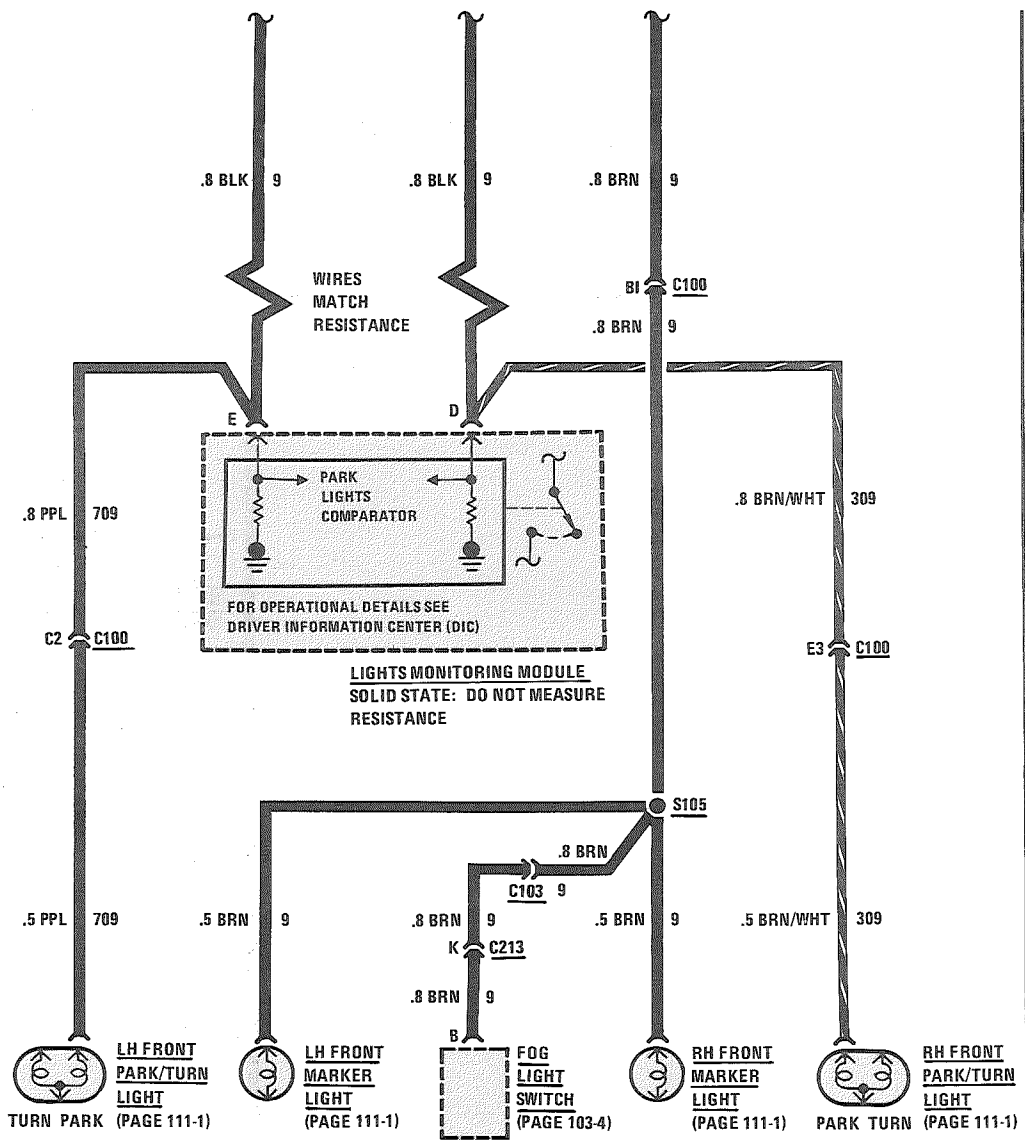 .8 BLK 9
.8 BLK 9
.8 BRN 9
WIRES
MATCH
RESISTANCE
BI C100
.8 BRN 9
E
D
PARK
LIGHTS
COMPARATOR
.8 PPL 709
.8 BRN/WHT 309
FOR OPERATIONAL DETAILS SEE
DRIVER INFORMATION CENTER (DIC)
C2 C100
E3 C100
LIGHTS MONITORING MODULE
SOLID STATE: DO NOT MEASURE
RESISTANCE
S105
.8 BRN
C103 9
.5 PPL 709
.5 BRN 9
.8 BRN 9
.5 BRN 9
.5 BRN/WHT 309
K C213
.8 BRN 9
B
LH FRONT
PARK/TURN
LIGHT
(PAGE 111-1)
TURN PARK
LH FRONT
MARKER
LIGHT
(PAGE 111-1)
FOG
LIGHT
SWITCH
(PAGE 103-4)
RH FRONT
MARKER
LIGHT
(PAGE 111-1)
RH FRONT
PARK/TURN
LIGHT
(PAGE 111-1)
PARK TURN